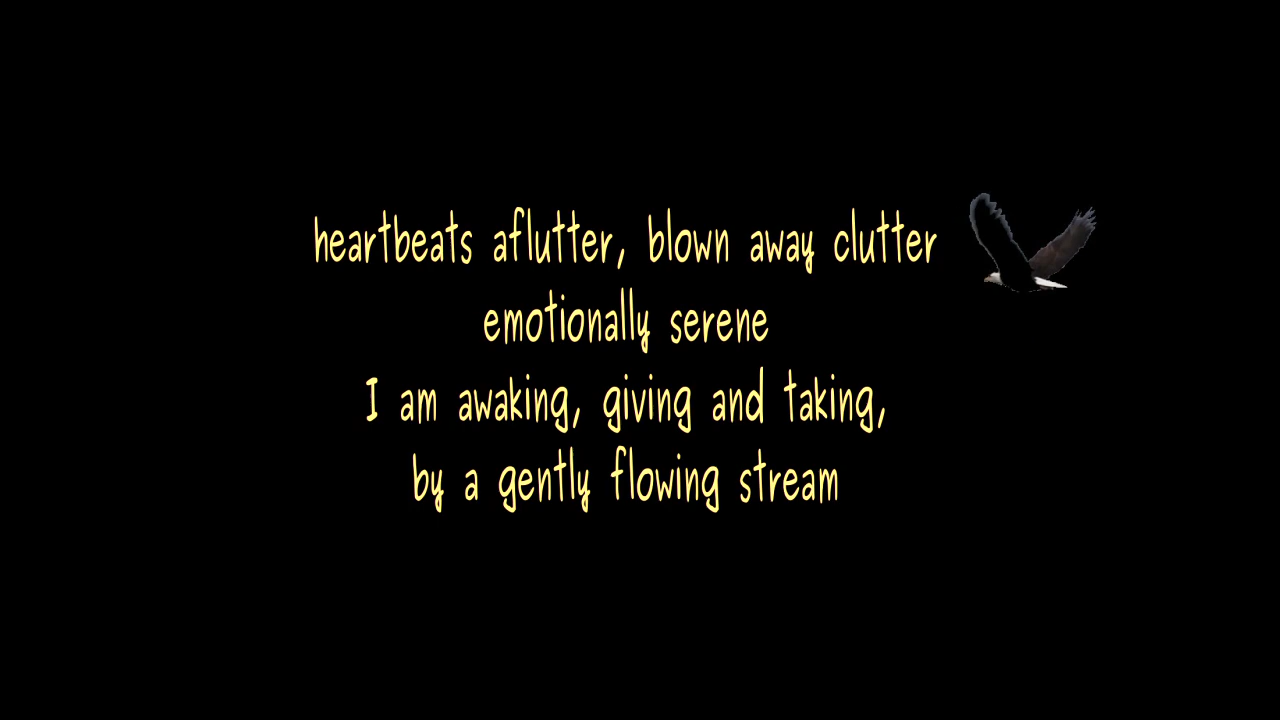 heartbeats aflutter, blown away clutter
emotionally serene
I am awaking, giving and taking,
by a gently flowing stream